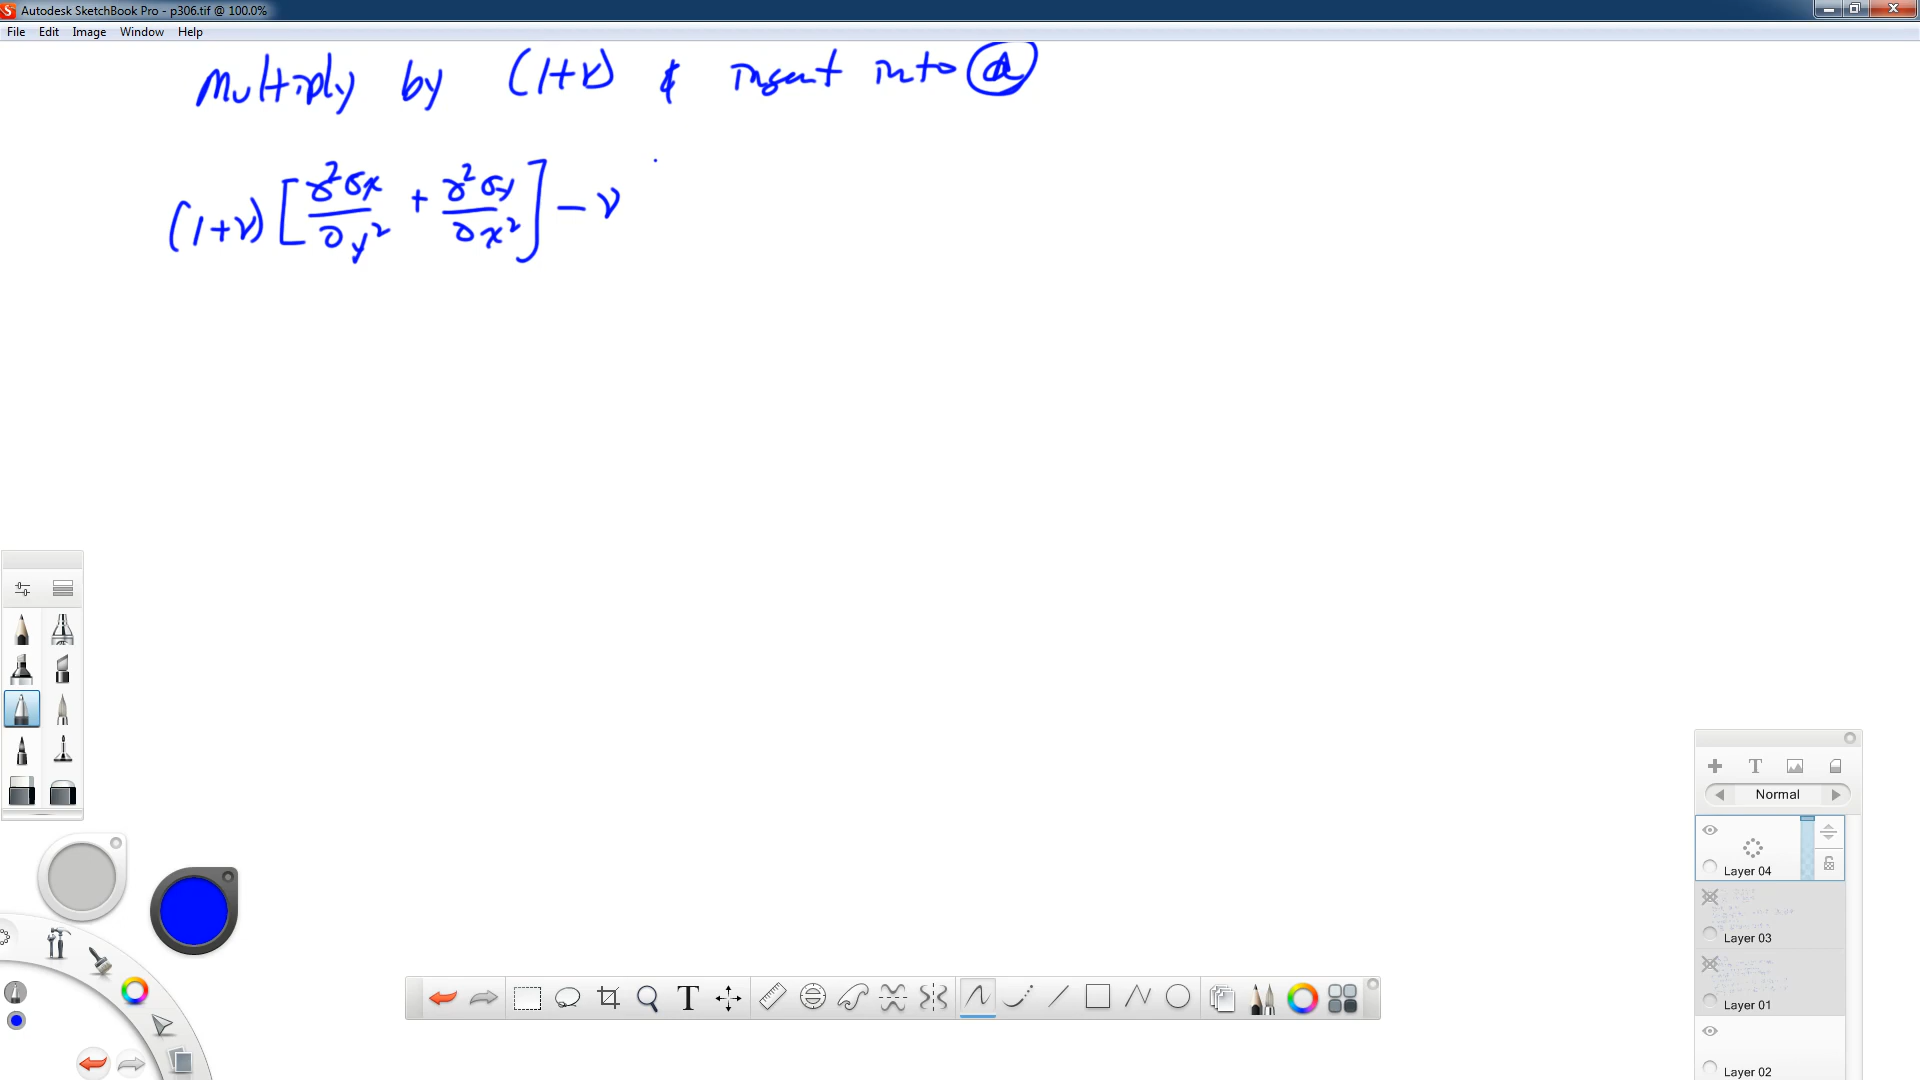 Autodesk SketchBook Pro - p306.tif @ 100.0%
File Edit Image Window Help
Multiply by (1+ν) & insert into ⓐ
(1+ν) [∂²σx/∂y² + ∂²σy/∂x²] − ν
Normal
Layer 04
Layer 03
Layer 01
Layer 02